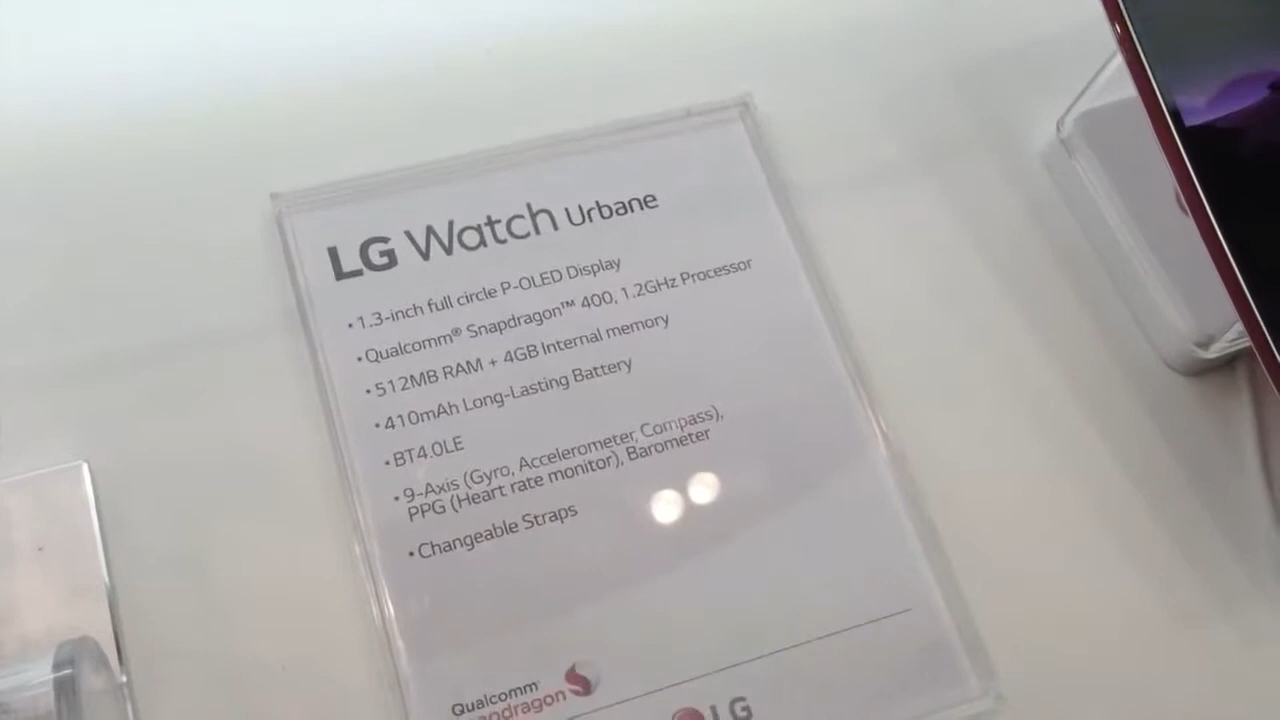 LG Watch Urbane
•1.3-inch full circle P-OLED Display
•Qualcomm® Snapdragon™ 400, 1.2GHz Processor
•512MB RAM + 4GB Internal memory
•410mAh Long-Lasting Battery
•BT4.0LE
•9-Axis (Gyro, Accelerometer, Compass),
PPG (Heart rate monitor), Barometer
•Changeable Straps
Qualcomm
snapdragon
LG